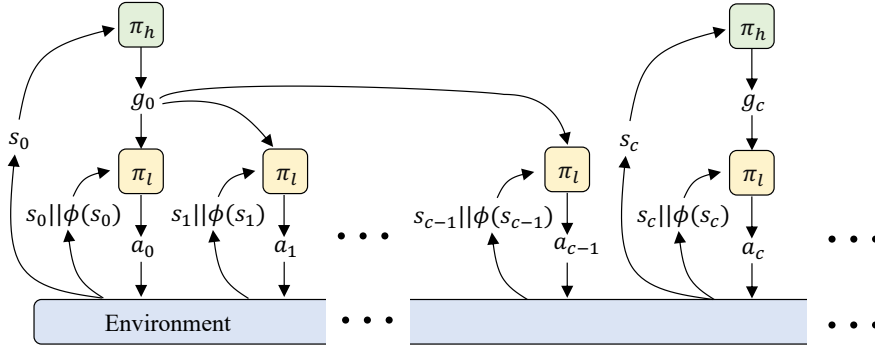 π_h π_h
g_0 g_c
s_0 s_c
π_l π_l π_l π_l
s_0||ϕ(s_0) s_1||ϕ(s_1) s_{c−1}||ϕ(s_{c−1}) s_c||ϕ(s_c)
a_0 a_1 a_{c−1} a_c
Environment